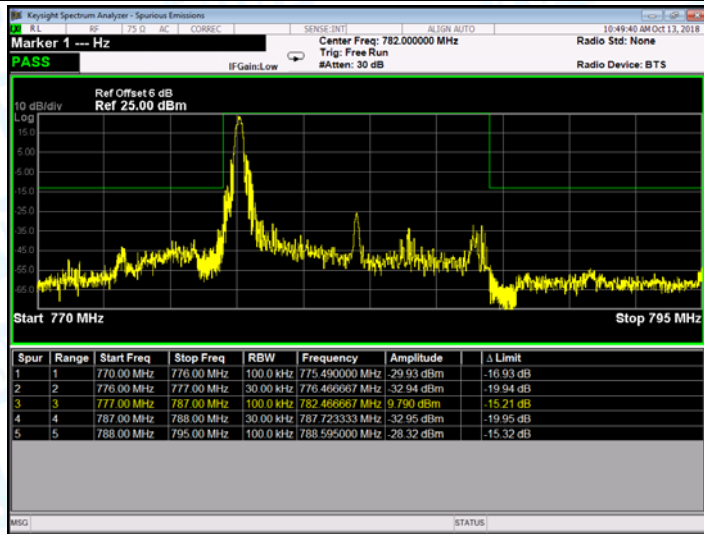 Keysight Spectrum Analyzer - Spurious Emissions
RL RF 75 Ω AC CORREC SENSE:INT ALIGN AUTO 10:49:40 AM Oct 13, 2018
Marker 1 --- Hz Center Freq: 782.000000 MHz Radio Std: None
Trig: Free Run
PASS IFGain:Low #Atten: 30 dB Radio Device: BTS
Ref Offset 6 dB
10 dB/div Ref 25.00 dBm
Log
15.0
5.00
-5.00
-15.0
-25.0
-35.0
-45.0
-55.0
-65.0
Start 770 MHz Stop 795 MHz
Spur Range Start Freq Stop Freq RBW Frequency Amplitude Δ Limit
1 1 770.00 MHz 776.00 MHz 100.0 kHz 775.490000 MHz -29.93 dBm -16.93 dB
2 2 776.00 MHz 777.00 MHz 30.00 kHz 776.466667 MHz -32.94 dBm -19.94 dB
3 3 777.00 MHz 787.00 MHz 100.0 kHz 782.466667 MHz 9.790 dBm -15.21 dB
4 4 787.00 MHz 788.00 MHz 30.00 kHz 787.723333 MHz -32.95 dBm -19.95 dB
5 5 788.00 MHz 795.00 MHz 100.0 kHz 788.595000 MHz -28.32 dBm -15.32 dB
MSG STATUS